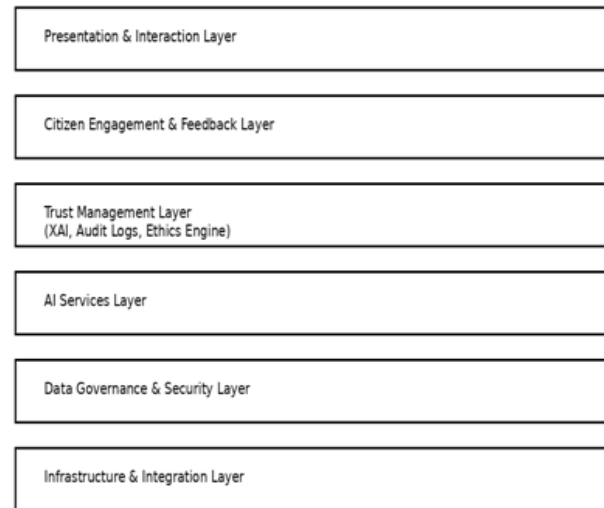 Presentation & Interaction Layer
Citizen Engagement & Feedback Layer
Trust Management Layer
(XAI, Audit Logs, Ethics Engine)
AI Services Layer
Data Governance & Security Layer
Infrastructure & Integration Layer